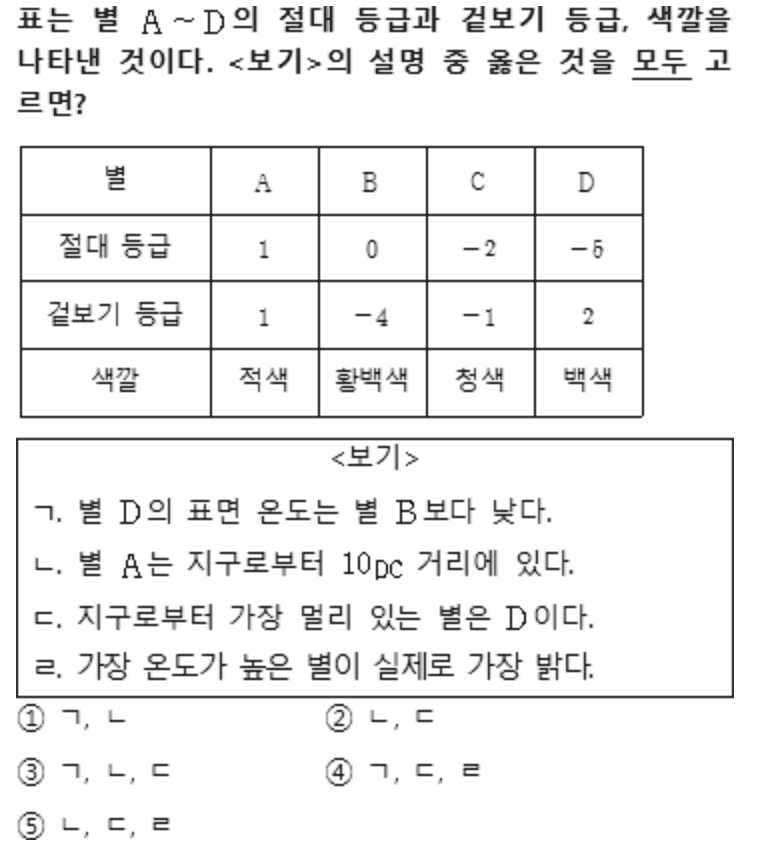 표는 별 A~D의 절대 등급과 겉보기 등급, 색깔을
나타낸 것이다. <보기>의 설명 중 옳은 것을 모두 고
르면?
별 A B C D
절대 등급 1 0 -2 -5
겉보기 등급 1 -4 -1 2
색깔 적색 황백색 청색 백색
<보기>
ㄱ. 별 D의 표면 온도는 별 B보다 낮다.
ㄴ. 별 A는 지구로부터 10pc 거리에 있다.
ㄷ. 지구로부터 가장 멀리 있는 별은 D이다.
ㄹ. 가장 온도가 높은 별이 실제로 가장 밝다.
① ㄱ, ㄴ ② ㄴ, ㄷ
③ ㄱ, ㄴ, ㄷ ④ ㄱ, ㄷ, ㄹ
⑤ ㄴ, ㄷ, ㄹ